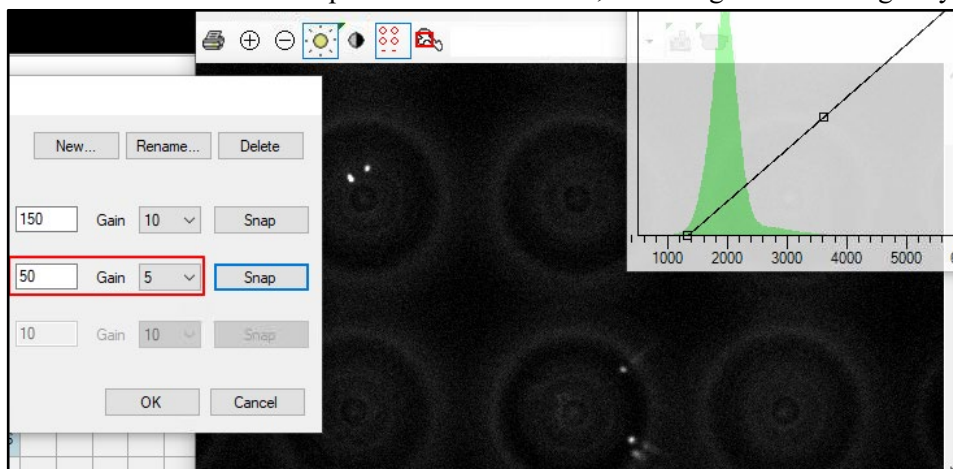 New... Rename... Delete
150 Gain 10 Snap
50 Gain 5 Snap
10 Gain 10 Snap
OK Cancel
1000 2000 3000 4000 5000